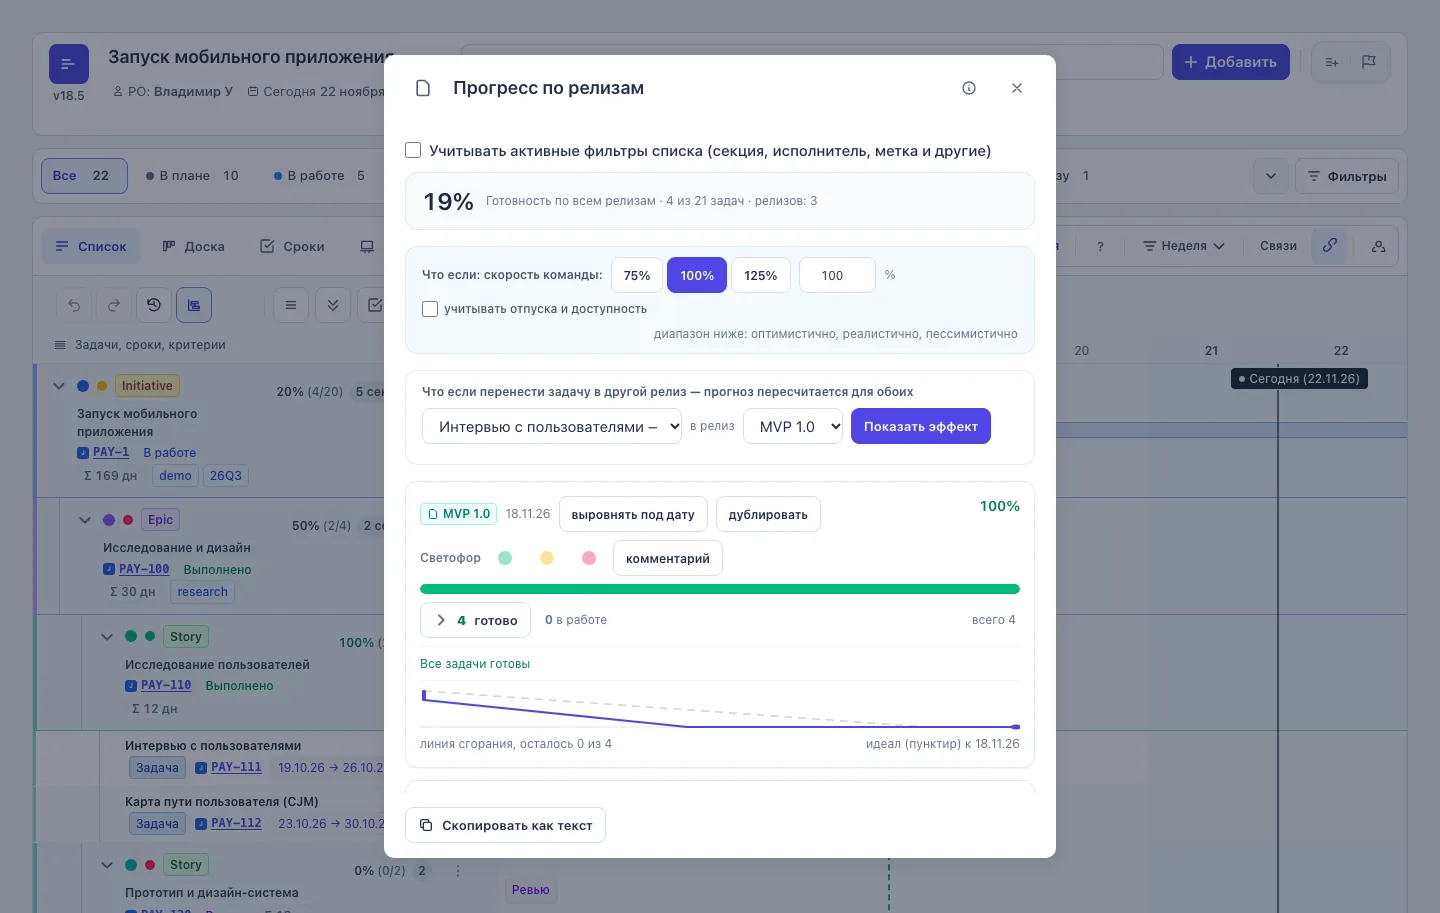 Запуск мобильного приложения
v18.5
PO: Владимир У
Сегодня 22 ноября
Добавить
Все 22
В плане 10
В работе 5
1
Фильтры
Список
Доска
Сроки
?
Неделя
Связи
Задачи, сроки, критерии
20
21
22
Сегодня (22.11.26)
Initiative
20% (4/20)
Запуск мобильного
приложения
PAY-1 В работе
Σ 169 дн demo 26Q3
Epic
50% (2/4)
Исследование и дизайн
PAY-100 Выполнено
Σ 30 дн research
Story
100%
Исследование пользователей
PAY-110 Выполнено
Σ 12 дн
Интервью с пользователями
Задача PAY-111 19.10.26 →
Карта пути пользователя (CJM)
Задача PAY-112 23.10.26 →
Story
0% (0/2) 2
Прототип и дизайн-система
Ревью
Прогресс по релизам
Учитывать активные фильтры списка (секция, исполнитель, метка и другие)
19% Готовность по всем релизам · 4 из 21 задач · релизов: 3
Что если: скорость команды: 75% 100% 125% 100 %
учитывать отпуска и доступность
диапазон ниже: оптимистично, реалистично, пессимистично
Что если перенести задачу в другой релиз — прогноз пересчитается для обоих
Интервью с пользователями — в релиз MVP 1.0 Показать эффект
MVP 1.0 18.11.26 выровнять под дату дублировать 100%
Светофор комментарий
4 готово 0 в работе всего 4
Все задачи готовы
линия сгорания, осталось 0 из 4 идеал (пунктир) к 18.11.26
Скопировать как текст